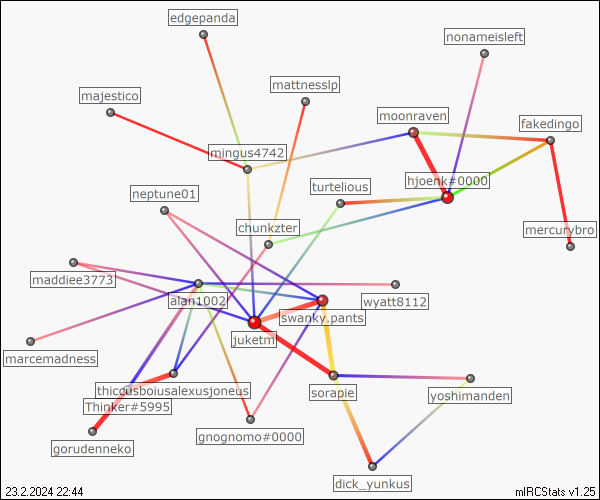 edgepanda
nonameisleft
mattnesslp
majestico
moonraven
fakedingo
mingus4742
hjoenk#0000
turtelious
neptune01
chunkzter
mercurybro
maddiee3773
alan1002
wyatt8112
swanky.pants
juketm
marcemadness
thiccusboiusalexusjoneus
sorapie
yoshimanden
Thinker#5995
gnognomo#0000
gorudenneko
dick_yunkus
23.2.2024 22:44
mIRCStats v1.25